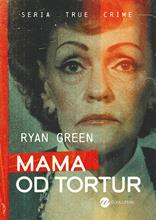 SERIA TRUE CRIME
RYAN GREEN
MAMA
OD TORTUR